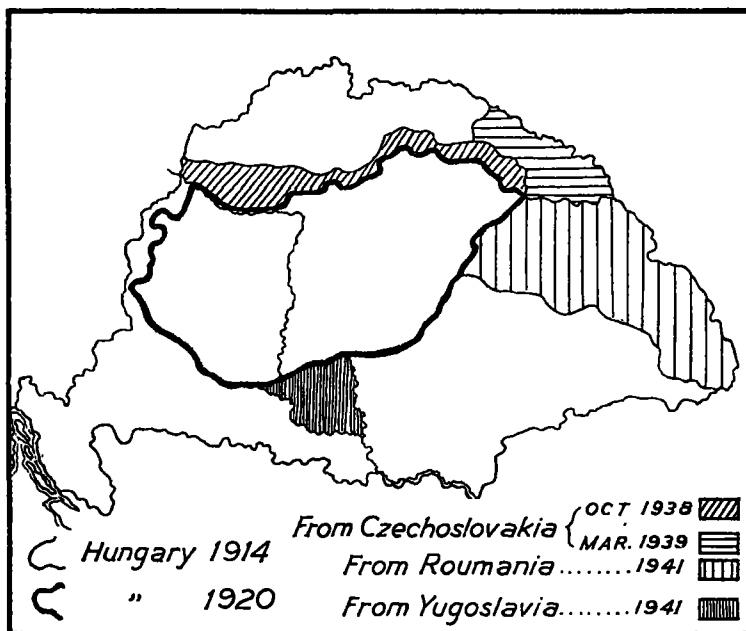 Hungary 1914
” 1920
From Czechoslovakia { OCT 1938
MAR. 1939
From Roumania........1941
From Yugoslavia......1941